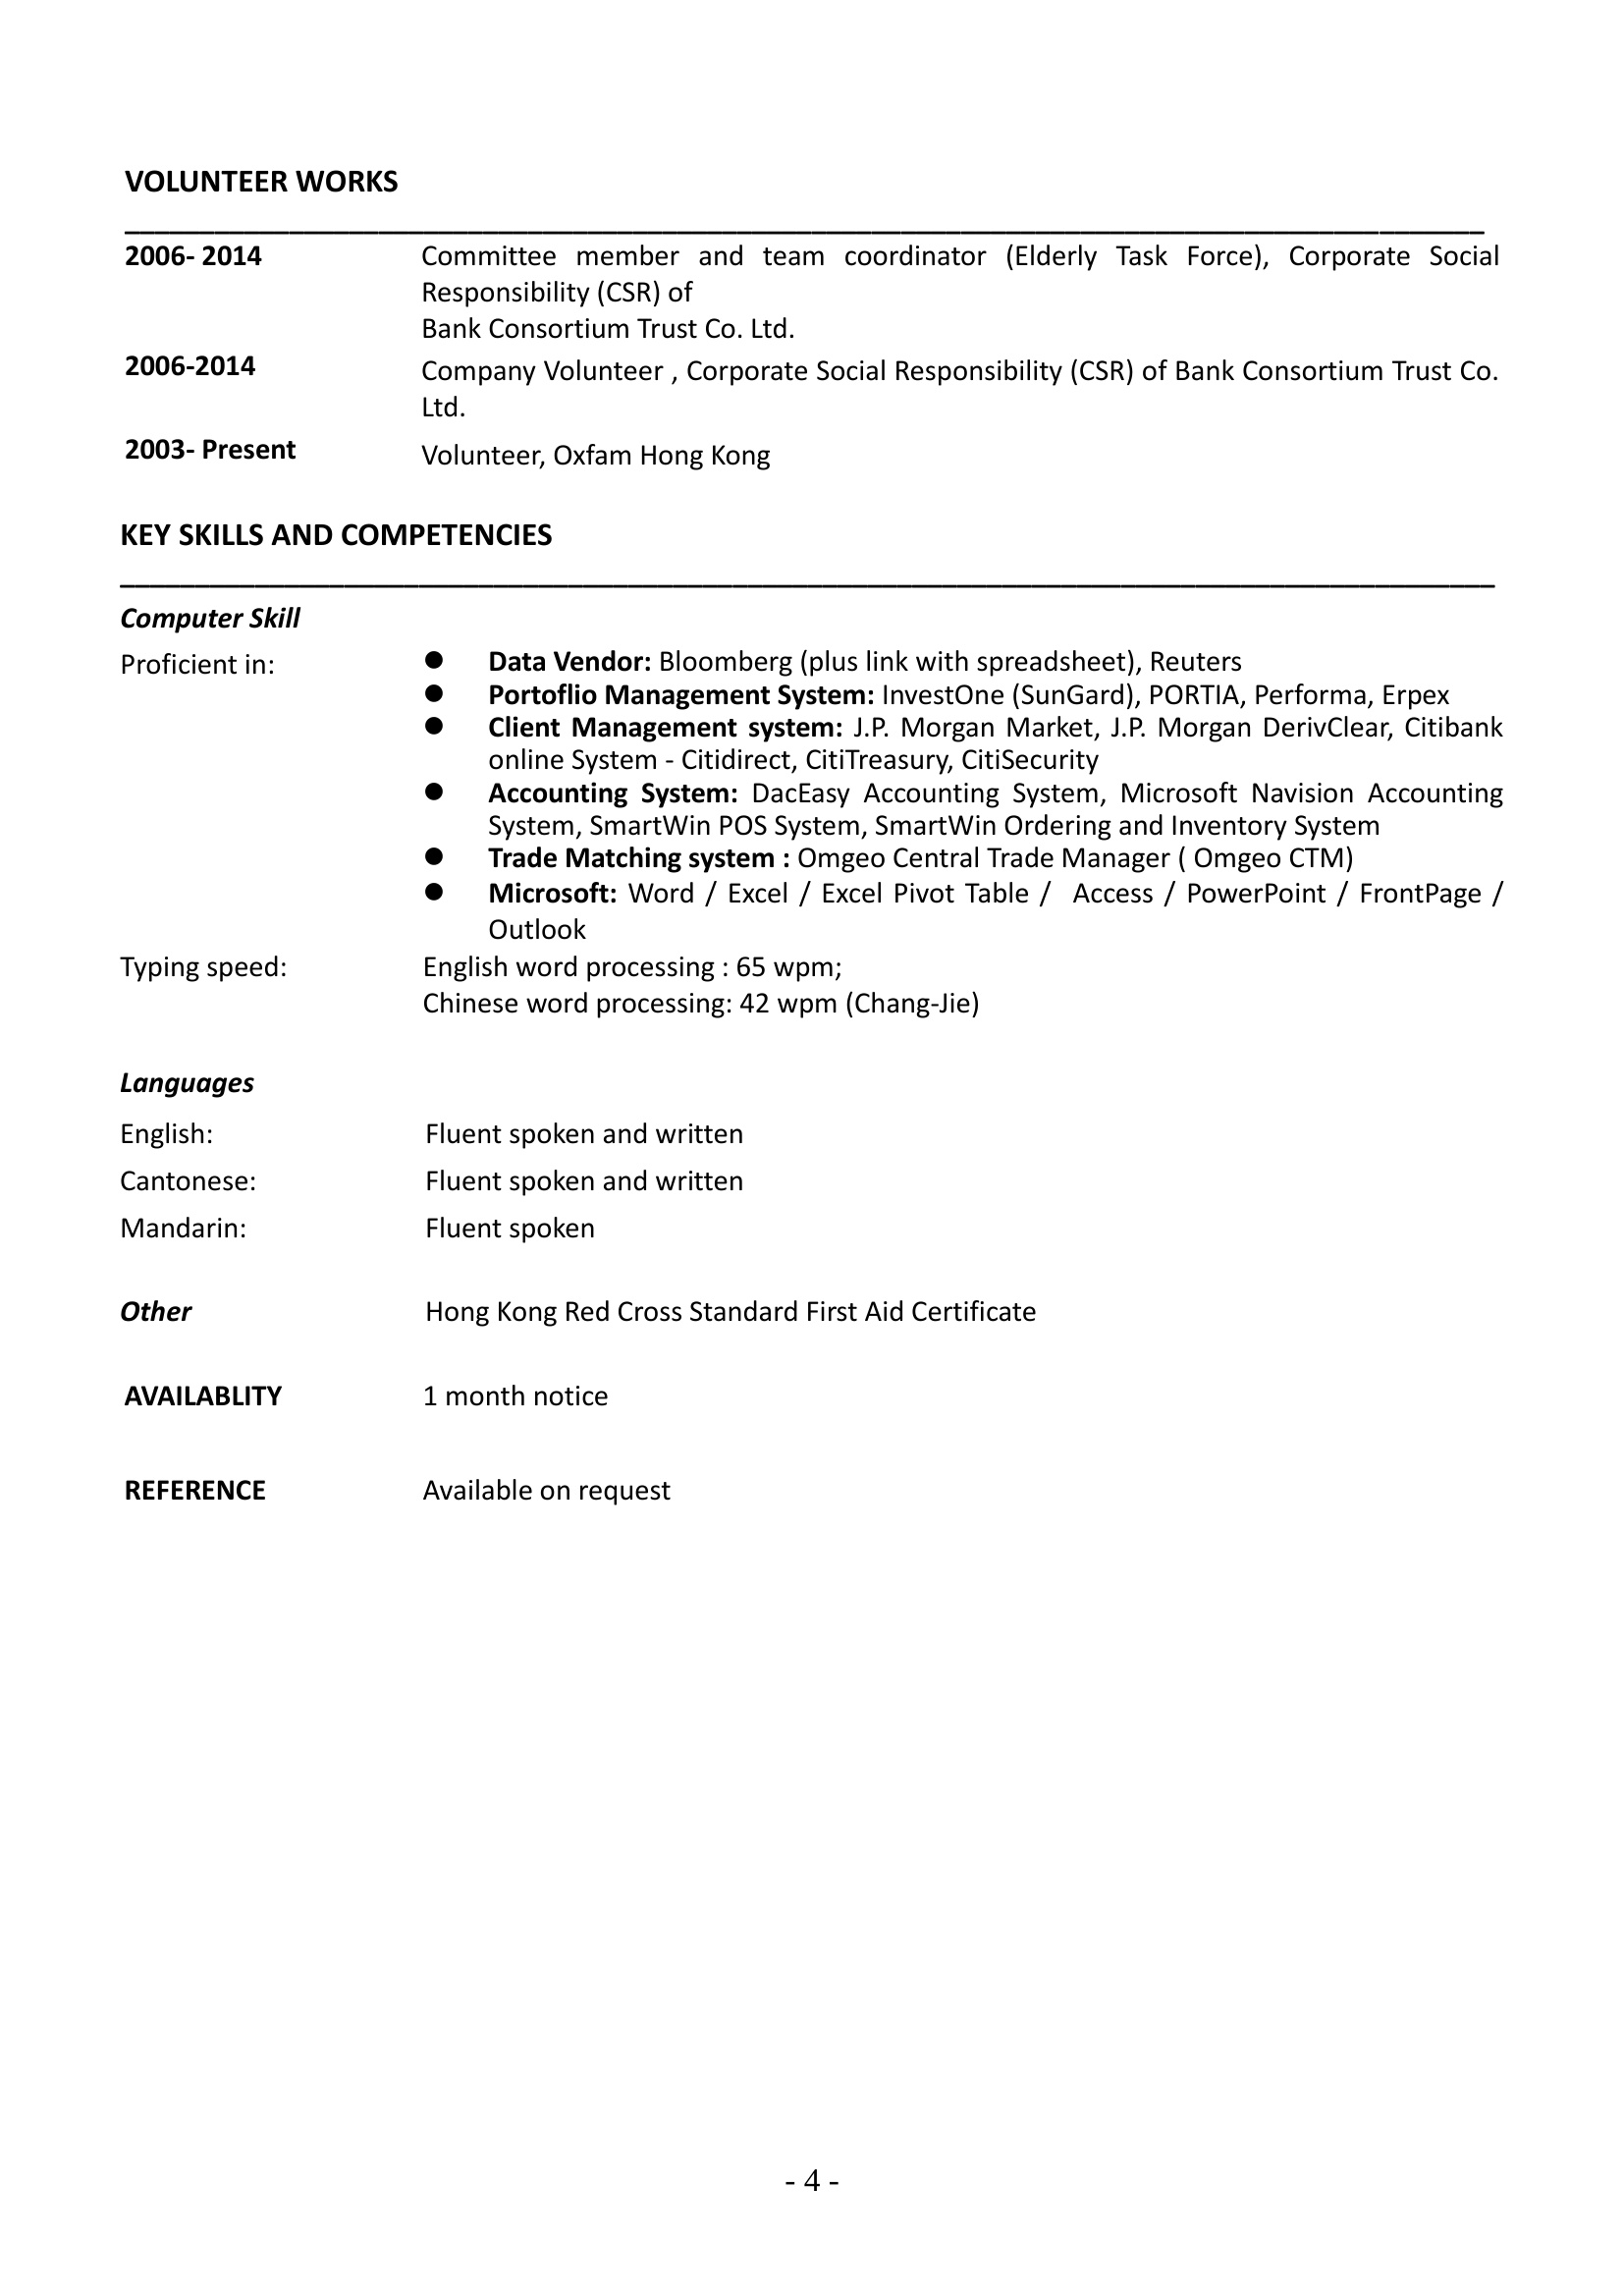 VOLUNTEER WORKS
2006- 2014 Committee member and team coordinator (Elderly Task Force), Corporate Social
Responsibility (CSR) of
Bank Consortium Trust Co. Ltd.
2006-2014 Company Volunteer , Corporate Social Responsibility (CSR) of Bank Consortium Trust Co.
Ltd.
2003- Present Volunteer, Oxfam Hong Kong
KEY SKILLS AND COMPETENCIES
Computer Skill
Proficient in: ● Data Vendor: Bloomberg (plus link with spreadsheet), Reuters
● Portoflio Management System: InvestOne (SunGard), PORTIA, Performa, Erpex
● Client Management system: J.P. Morgan Market, J.P. Morgan DerivClear, Citibank
online System - Citidirect, CitiTreasury, CitiSecurity
● Accounting System: DacEasy Accounting System, Microsoft Navision Accounting
System, SmartWin POS System, SmartWin Ordering and Inventory System
● Trade Matching system : Omgeo Central Trade Manager ( Omgeo CTM)
● Microsoft: Word / Excel / Excel Pivot Table / Access / PowerPoint / FrontPage /
Outlook
Typing speed: English word processing : 65 wpm;
Chinese word processing: 42 wpm (Chang-Jie)
Languages
English: Fluent spoken and written
Cantonese: Fluent spoken and written
Mandarin: Fluent spoken
Other Hong Kong Red Cross Standard First Aid Certificate
AVAILABLITY 1 month notice
REFERENCE Available on request
- 4 -